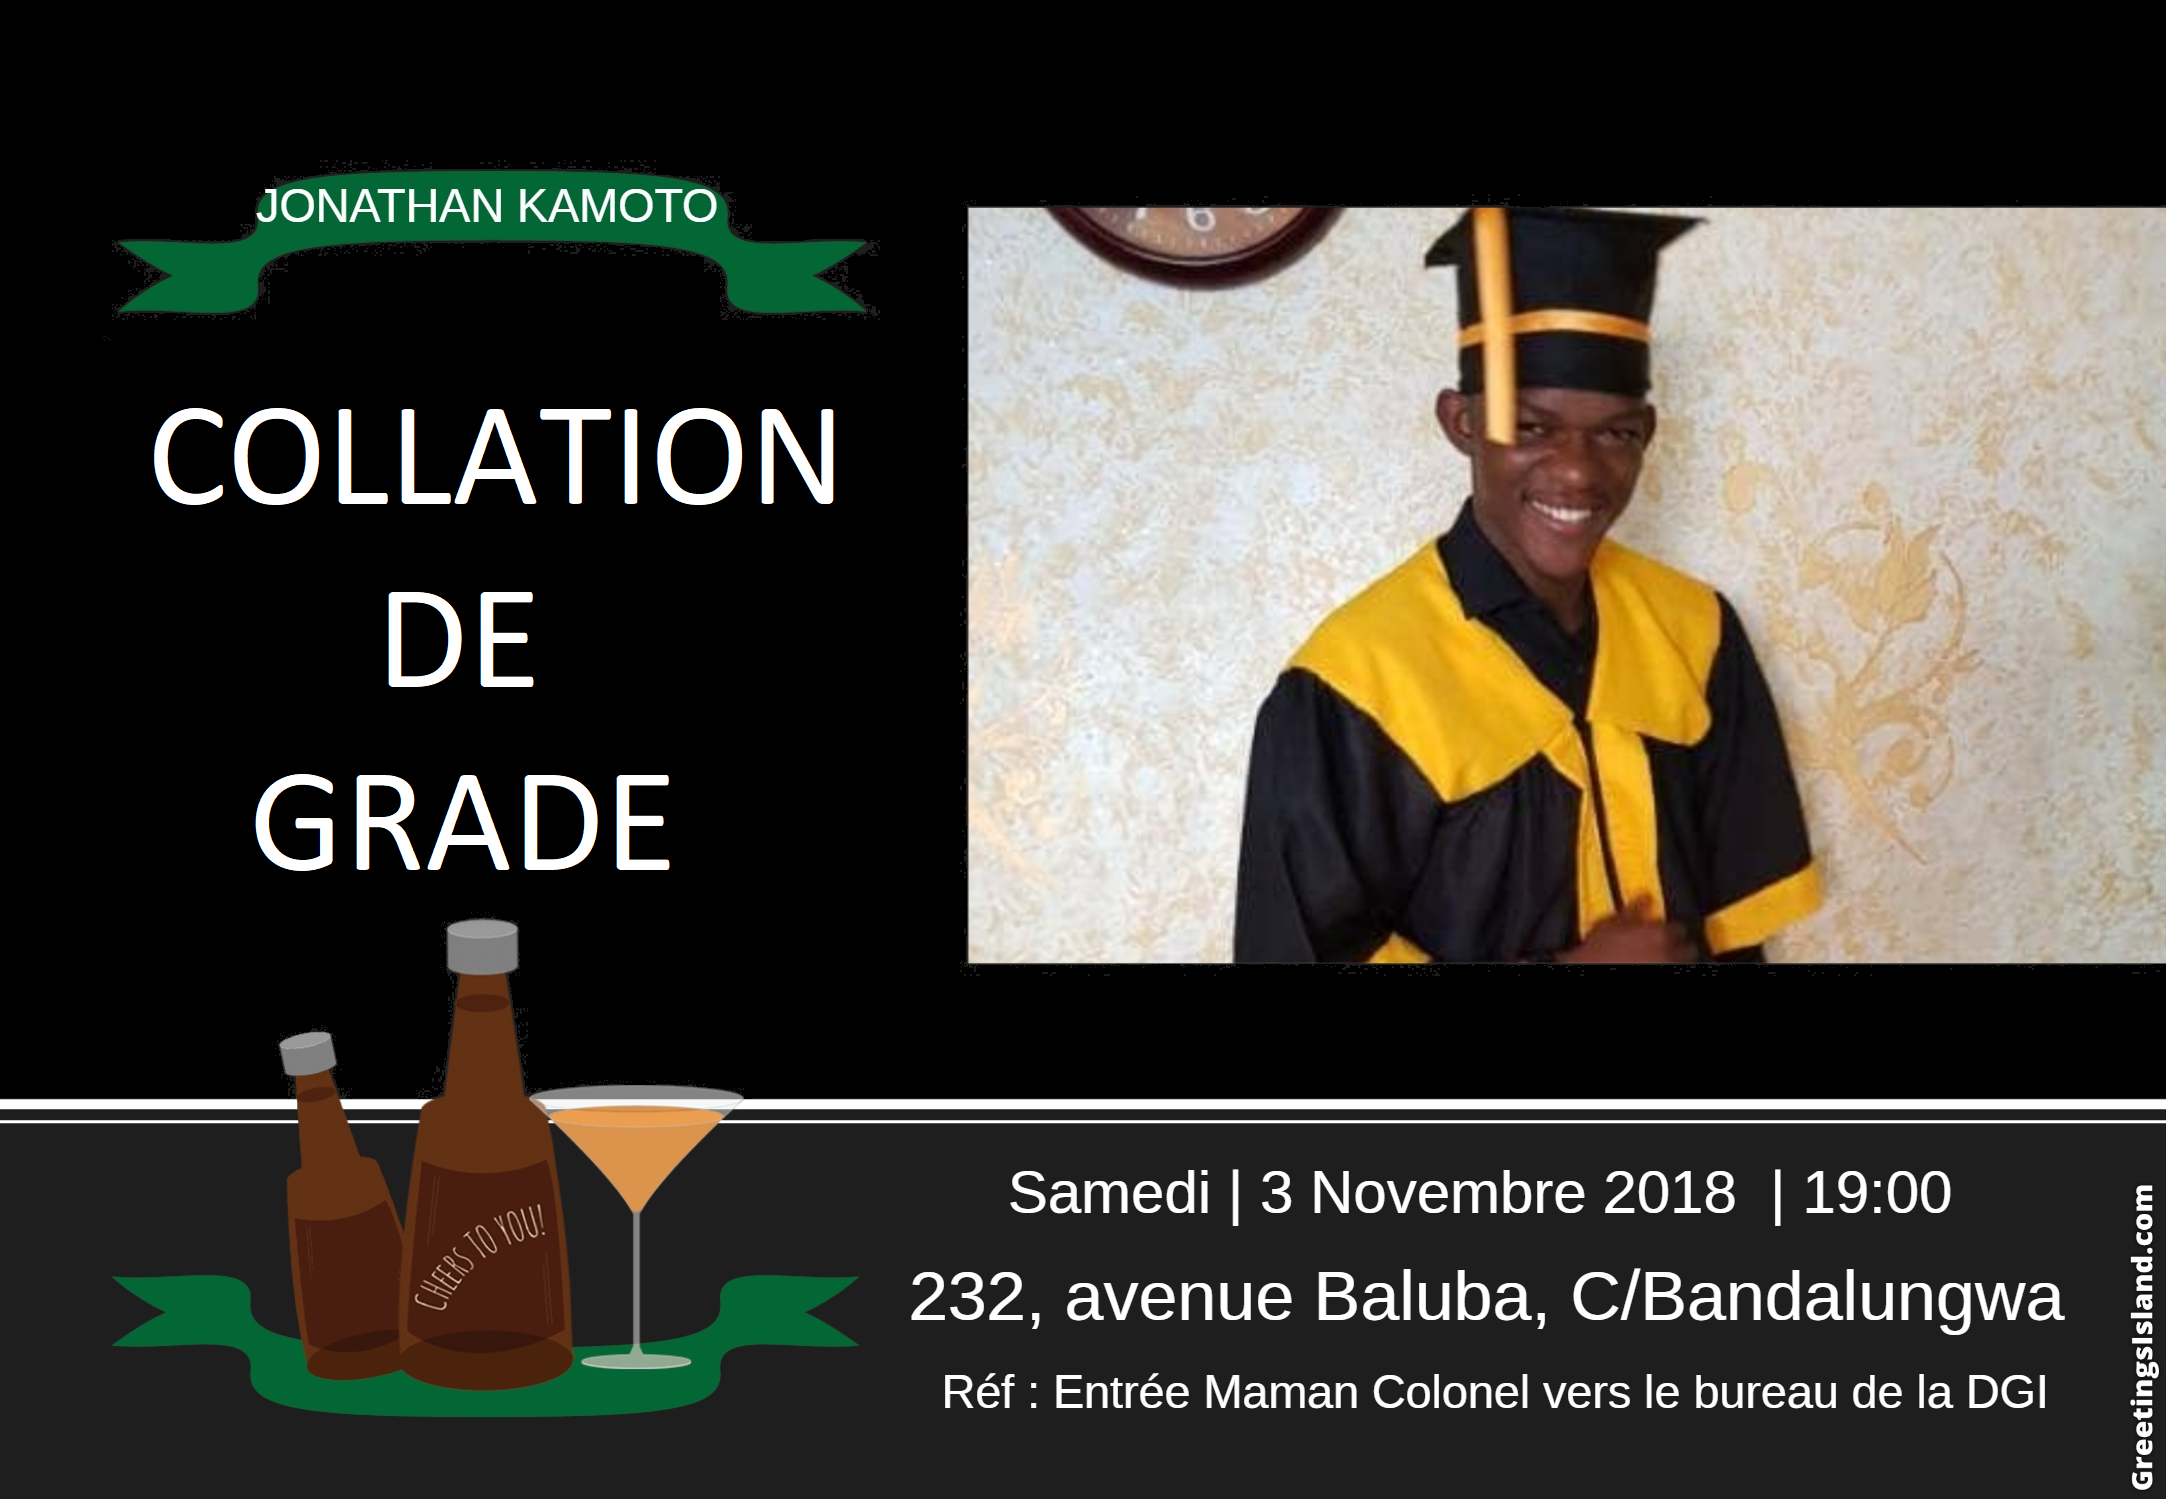 JONATHAN KAMOTO
COLLATION
DE
GRADE
CHEERS TO YOU!
Samedi | 3 Novembre 2018  | 19:00
232, avenue Baluba, C/Bandalungwa
Réf : Entrée Maman Colonel vers le bureau de la DGI
GreetingsIsland.com
6